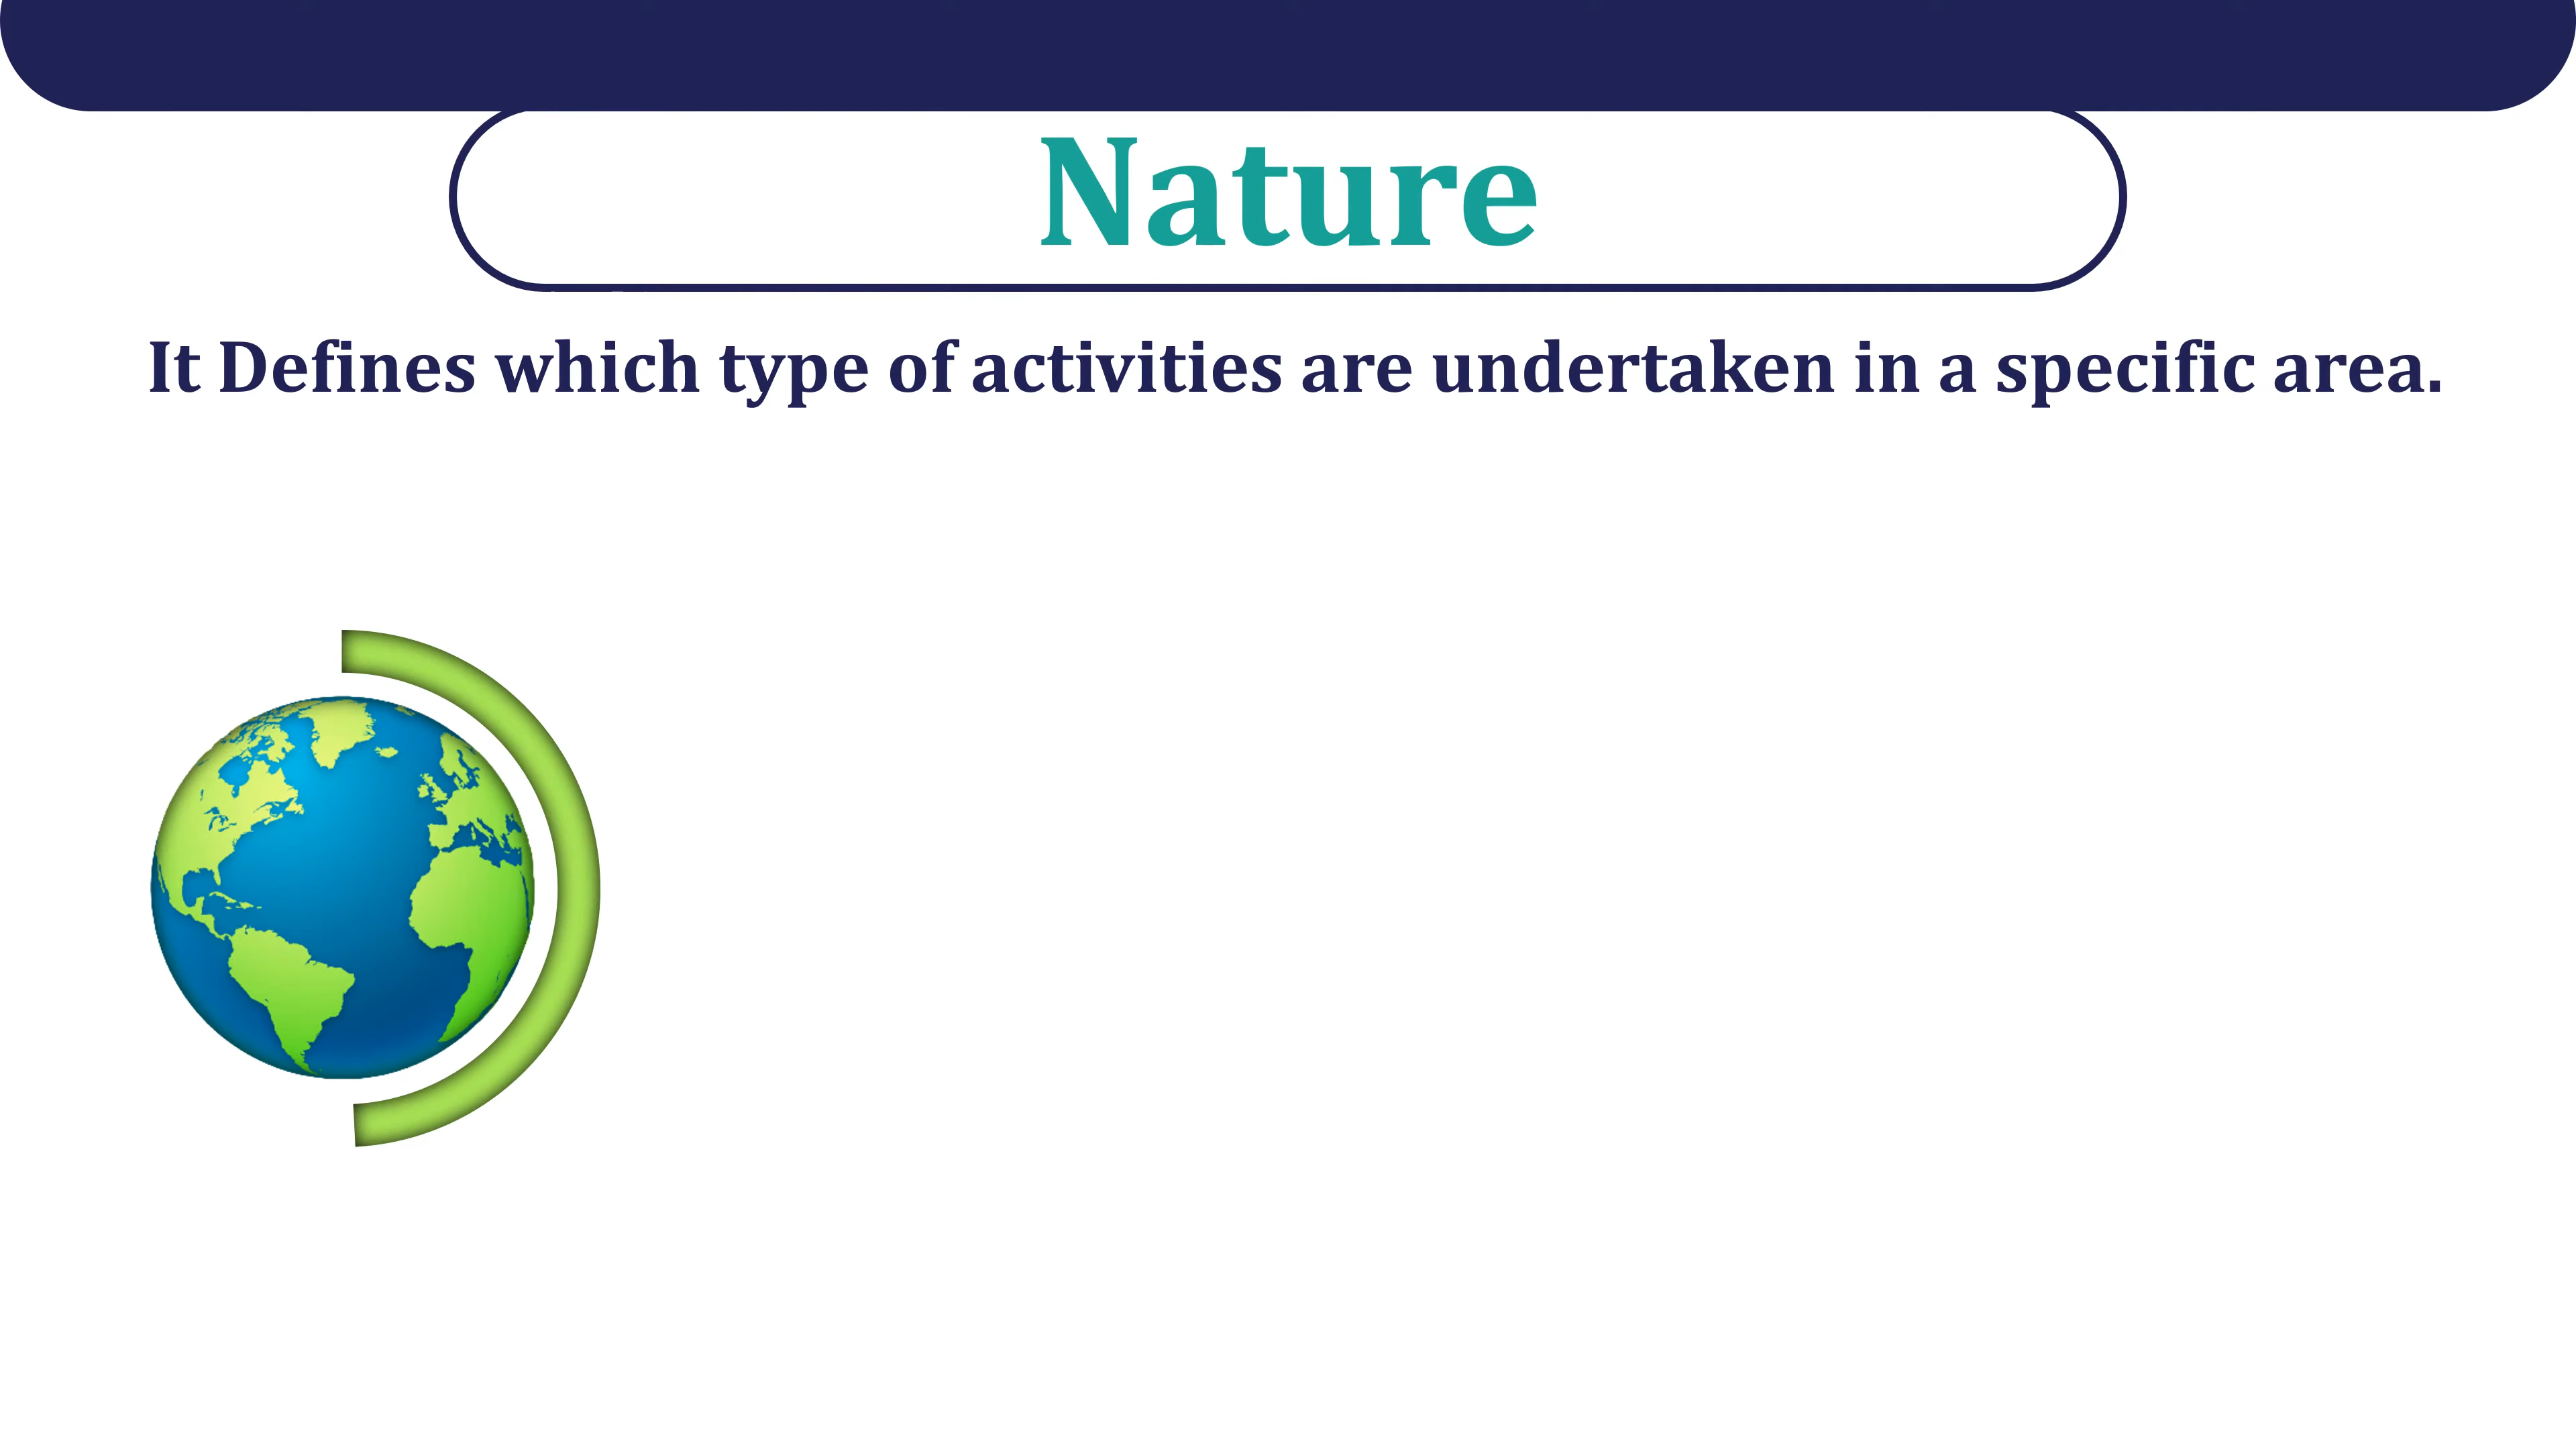 Nature
It Defines which type of activities are undertaken in a specific area.